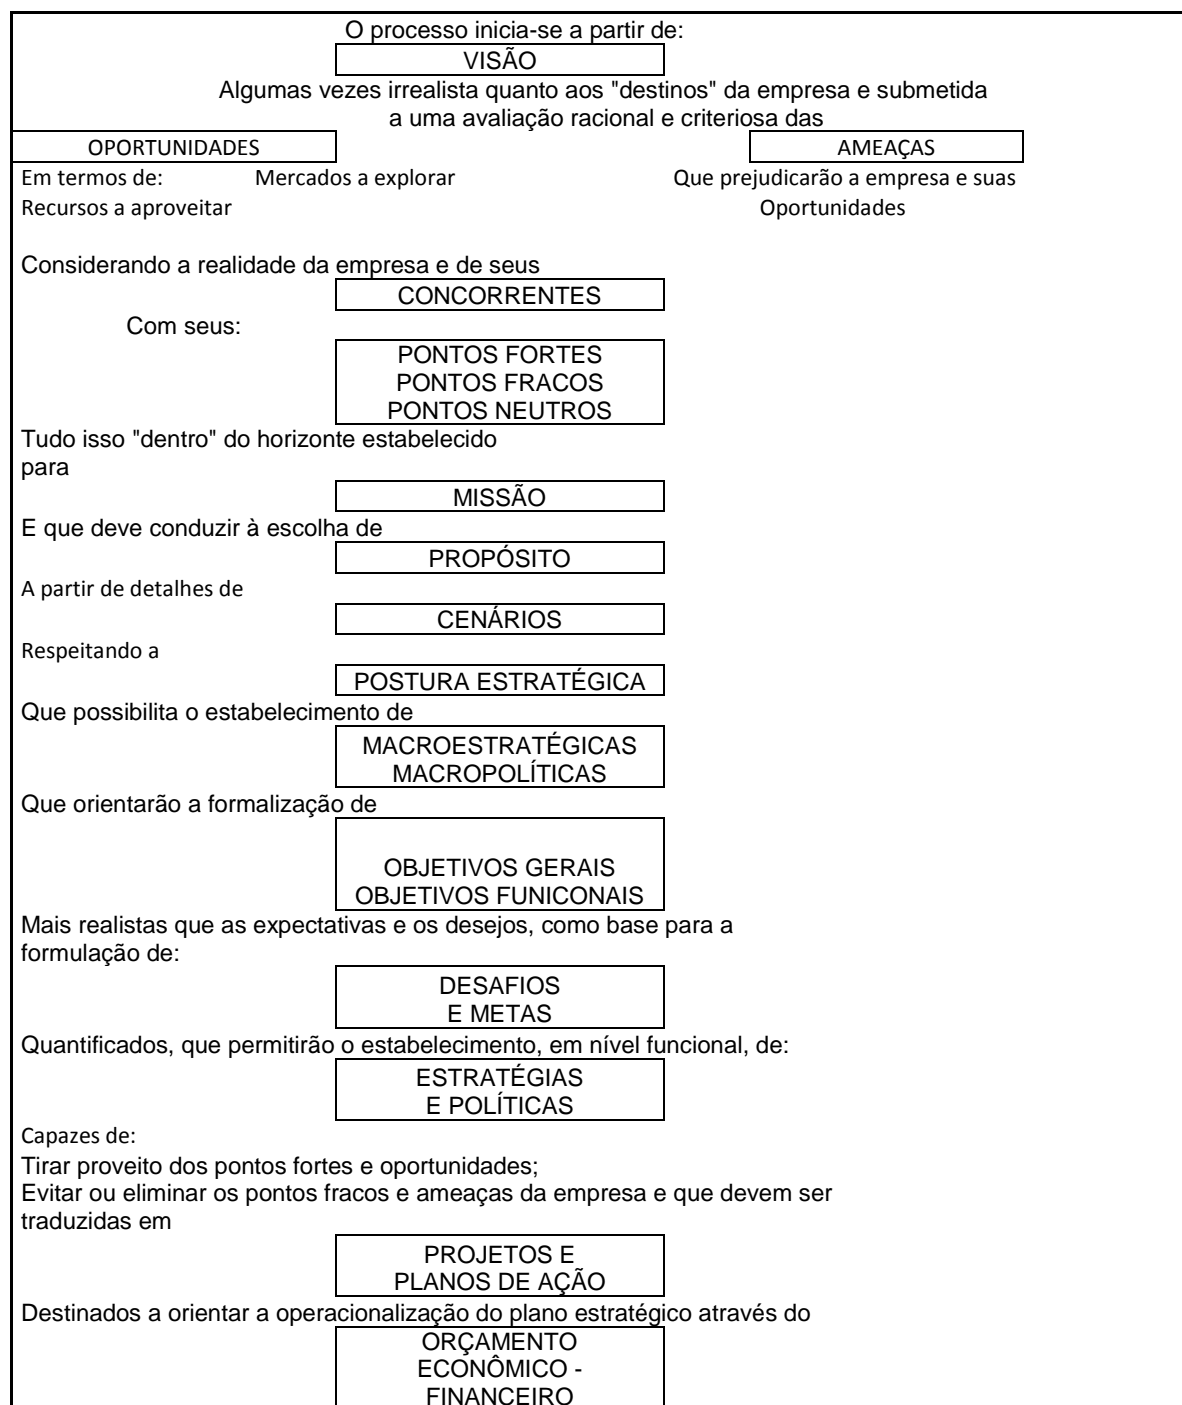 O processo inicia-se a partir de:
VISÃO
Algumas vezes irrealista quanto aos "destinos" da empresa e submetida
a uma avaliação racional e criteriosa das
OPORTUNIDADES AMEAÇAS
Em termos de: Mercados a explorar Que prejudicarão a empresa e suas
Recursos a aproveitar Oportunidades
Considerando a realidade da empresa e de seus
CONCORRENTES
Com seus:
PONTOS FORTES
PONTOS FRACOS
PONTOS NEUTROS
Tudo isso "dentro" do horizonte estabelecido
para
MISSÃO
E que deve conduzir à escolha de
PROPÓSITO
A partir de detalhes de
CENÁRIOS
Respeitando a
POSTURA ESTRATÉGICA
Que possibilita o estabelecimento de
MACROESTRATÉGICAS
MACROPOLÍTICAS
Que orientarão a formalização de
OBJETIVOS GERAIS
OBJETIVOS FUNICONAIS
Mais realistas que as expectativas e os desejos, como base para a
formulação de:
DESAFIOS
E METAS
Quantificados, que permitirão o estabelecimento, em nível funcional, de:
ESTRATÉGIAS
E POLÍTICAS
Capazes de:
Tirar proveito dos pontos fortes e oportunidades;
Evitar ou eliminar os pontos fracos e ameaças da empresa e que devem ser
traduzidas em
PROJETOS E
PLANOS DE AÇÃO
Destinados a orientar a operacionalização do plano estratégico através do
ORÇAMENTO
ECONÔMICO -
FINANCEIRO